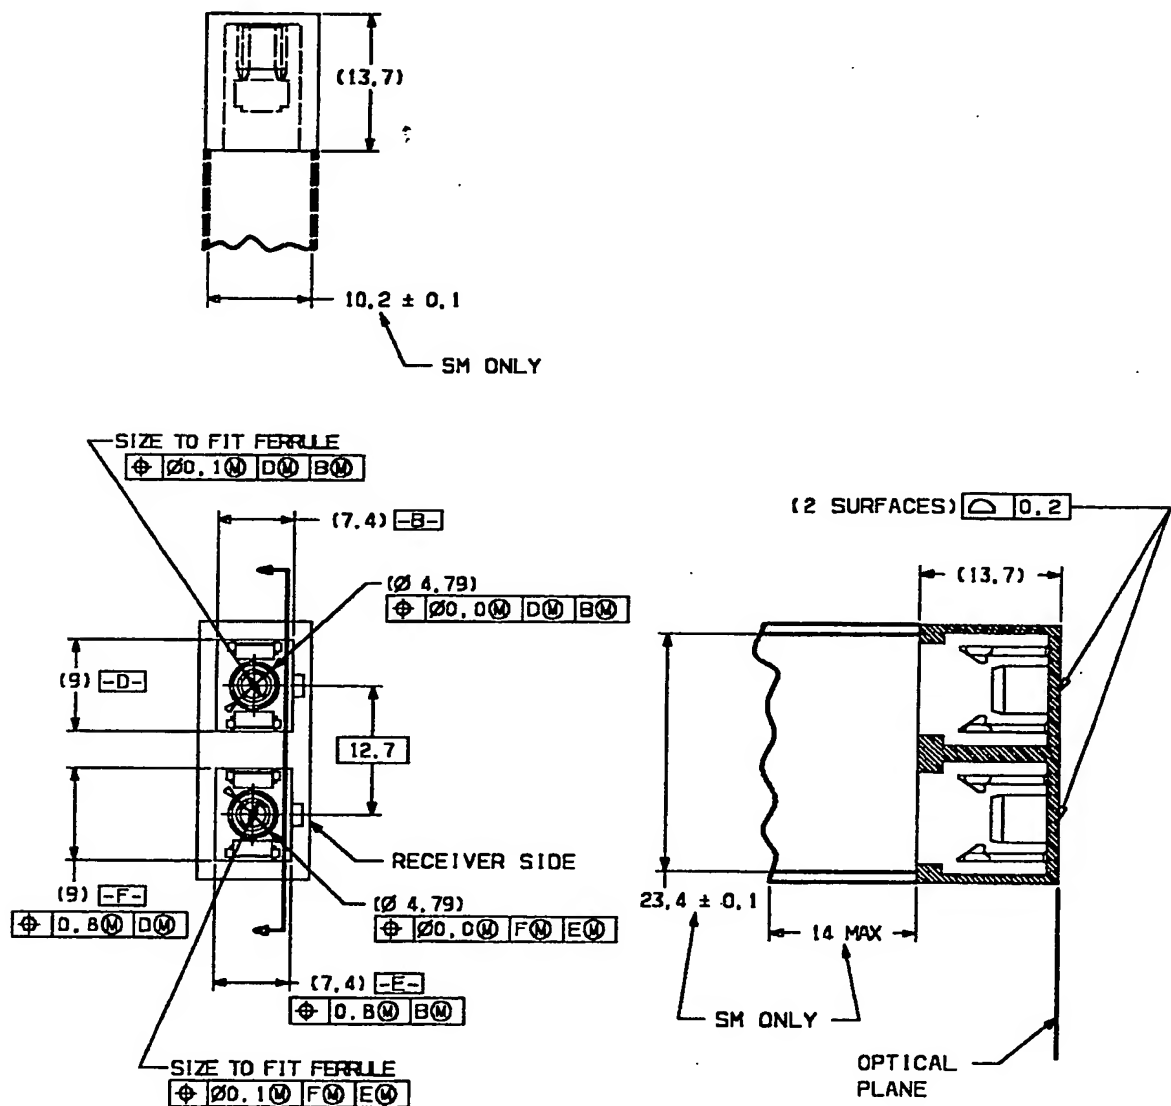 (13,7)
10,2 ± 0,1
SM ONLY
SIZE TO FIT FERRULE
⌖ Ø0,1Ⓜ DⓂ BⓂ
(7,4) -B-
(Ø 4,79)
⌖ Ø0,0Ⓜ DⓂ BⓂ
(9) -D-
12,7
RECEIVER SIDE
(9) -F-
⌖ 0,8Ⓜ DⓂ
(Ø 4,79)
⌖ Ø0,0Ⓜ FⓂ EⓂ
(7,4) -E-
⌖ 0,8Ⓜ BⓂ
SIZE TO FIT FERRULE
⌖ Ø0,1Ⓜ FⓂ EⓂ
(2 SURFACES) ⌓ 0,2
(13,7)
23,4 ± 0,1
14 MAX
SM ONLY
OPTICAL
PLANE